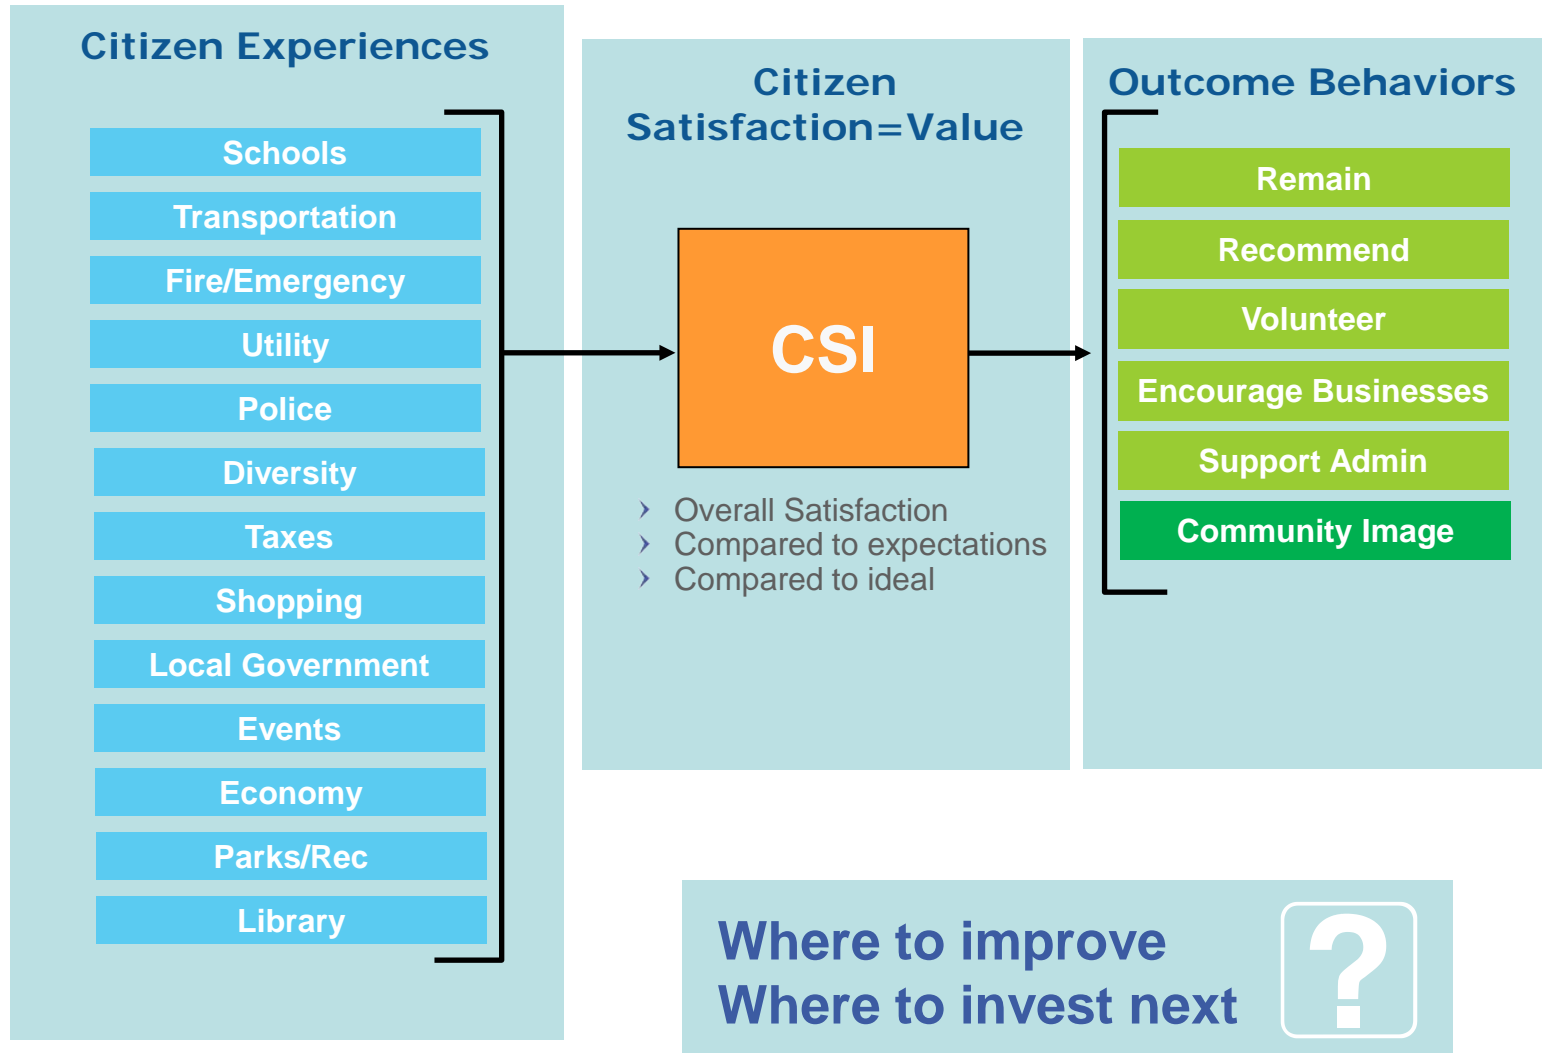 Citizen Experiences
Schools
Transportation
Fire/Emergency
Utility
Police
Diversity
Taxes
Shopping
Local Government
Events
Economy
Parks/Rec
Library
Citizen
Satisfaction=Value
CSI
Overall Satisfaction
Compared to expectations
Compared to ideal
Outcome Behaviors
Remain
Recommend
Volunteer
Encourage Businesses
Support Admin
Community Image
Where to improve
Where to invest next
?